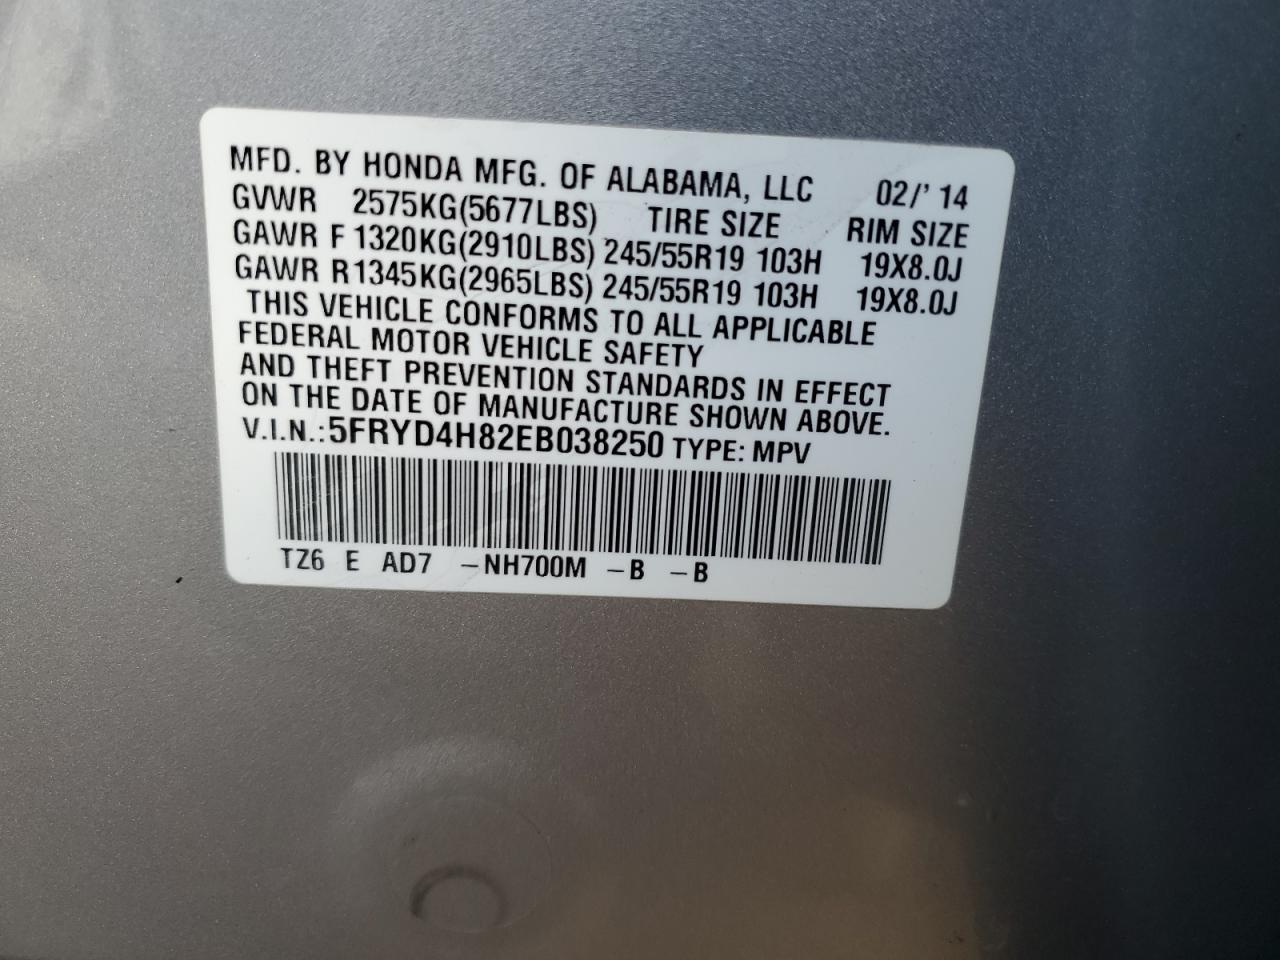 MFD. BY HONDA MFG. OF ALABAMA, LLC 02/' 14
GVWR 2575KG(5677LBS) TIRE SIZE RIM SIZE
GAWR F 1320KG(2910LBS) 245/55R19 103H 19X8.0J
GAWR R1345KG(2965LBS) 245/55R19 103H 19X8.0J
THIS VEHICLE CONFORMS TO ALL APPLICABLE
FEDERAL MOTOR VEHICLE SAFETY
AND THEFT PREVENTION STANDARDS IN EFFECT
ON THE DATE OF MANUFACTURE SHOWN ABOVE.
V.I.N.:5FRYD4H82EB038250 TYPE: MPV
TZ6 E AD7 -NH700M -B -B